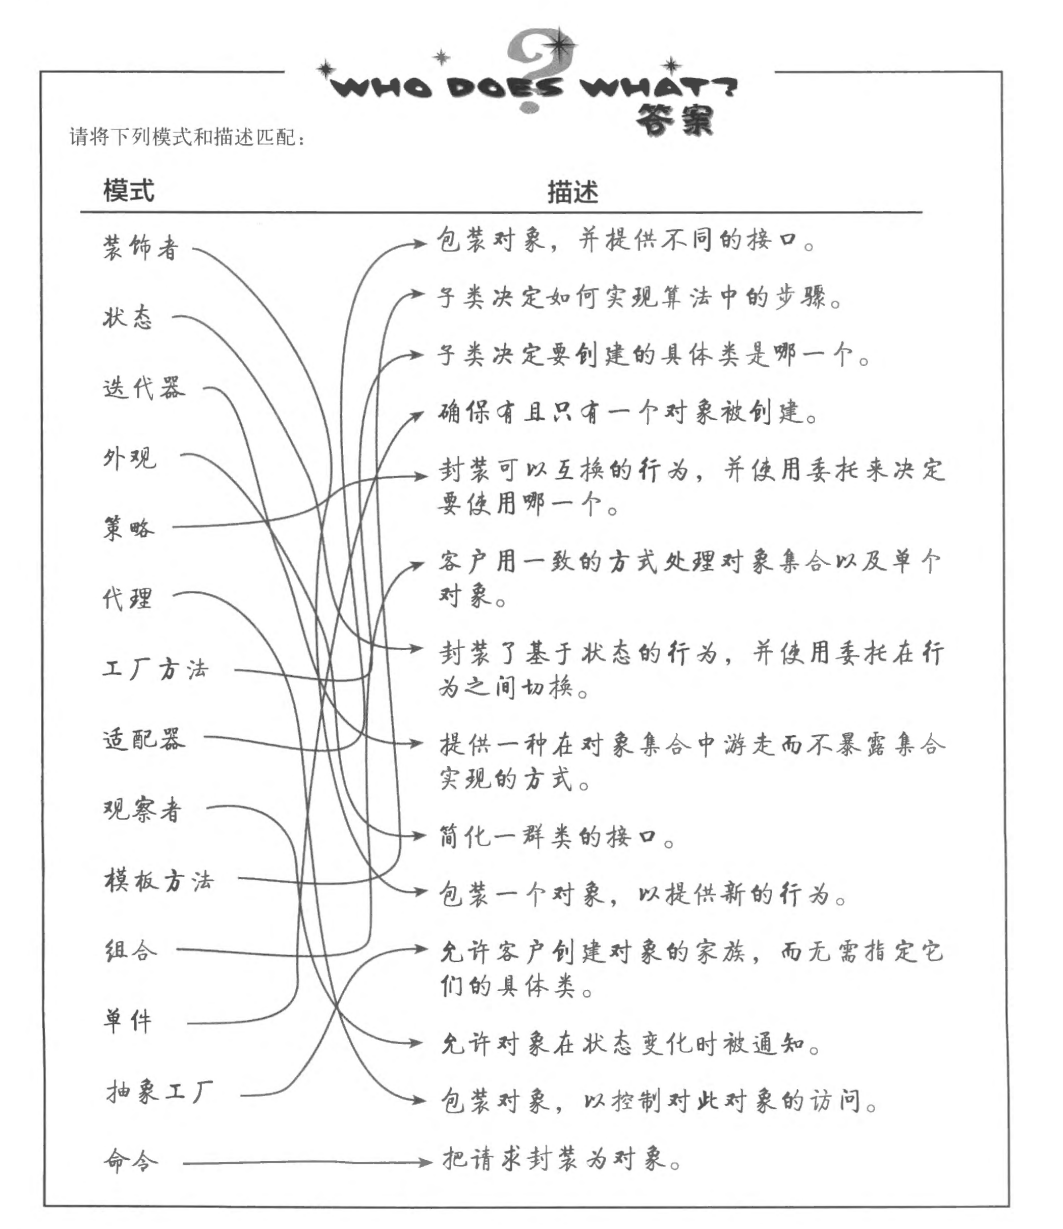 WHO DOES WHAT?
答案
请将下列模式和描述匹配：
模式
描述
装饰者
包装对象，并提供不同的接口。
子类决定如何实现算法中的步骤。
状态
子类决定要创建的具体类是哪一个。
迭代器
确保有且只有一个对象被创建。
外观
封装可以互换的行为，并使用委托来决定
要使用哪一个。
策略
客户用一致的方式处理对象集合以及单个
对象。
代理
工厂方法
封装了基于状态的行为，并使用委托在行
为之间切换。
适配器
提供一种在对象集合中游走而不暴露集合
实现的方式。
观察者
简化一群类的接口。
模板方法
包装一个对象，以提供新的行为。
组合
允许客户创建对象的家族，而无需指定它
们的具体类。
单件
允许对象在状态变化时被通知。
抽象工厂
包装对象，以控制对此对象的访问。
命令
把请求封装为对象。